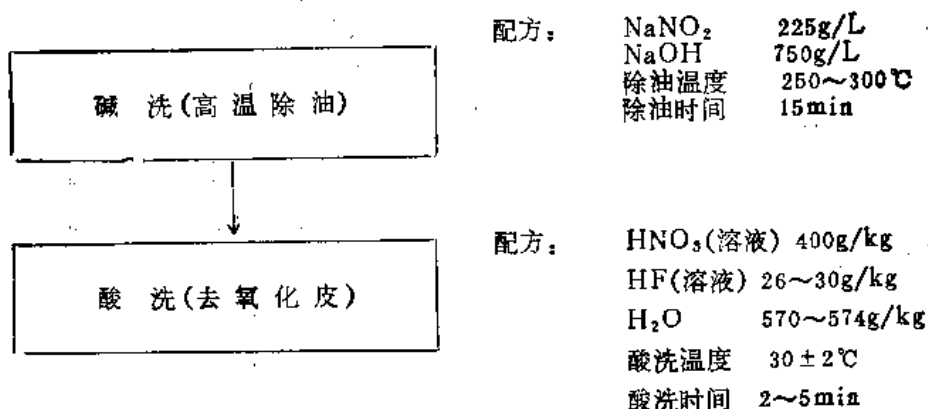 配方： NaNO₂ 225g/L
NaOH 750g/L
除油温度 250～300℃
除油时间 15min
碱 洗(高温除油)
配方： HNO₃(溶液) 400g/kg
HF(溶液) 26～30g/kg
H₂O 570～574g/kg
酸 洗(去氧化皮)
酸洗温度 30±2℃
酸洗时间 2～5min